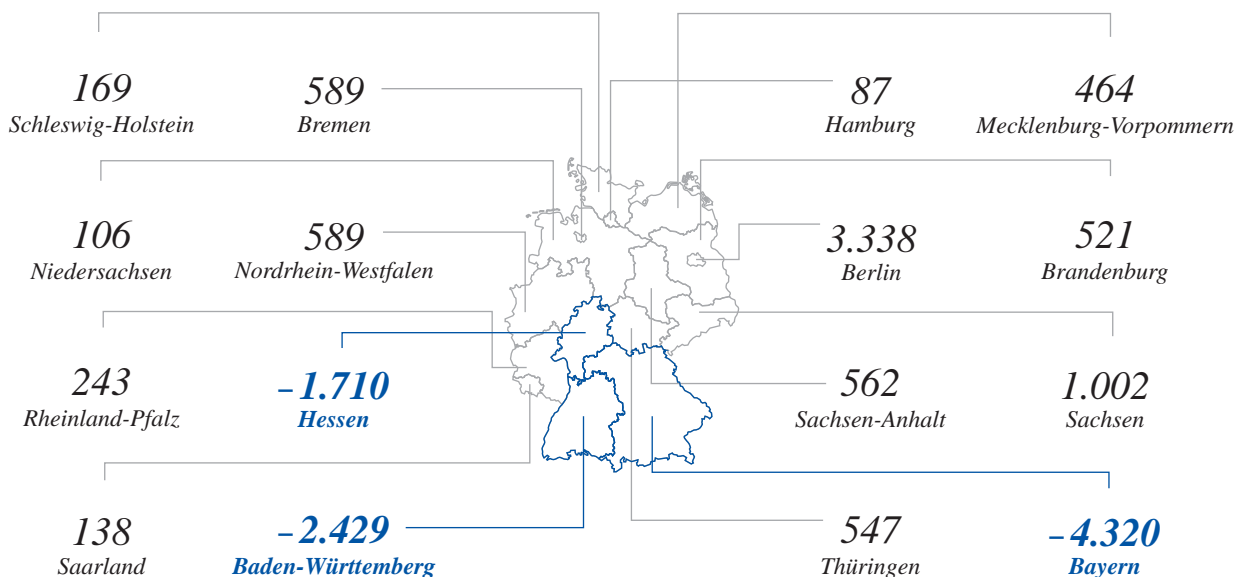 169
Schleswig-Holstein
589
Bremen
87
Hamburg
464
Mecklenburg-Vorpommern
106
Niedersachsen
589
Nordrhein-Westfalen
3.338
Berlin
521
Brandenburg
243
Rheinland-Pfalz
–1.710
Hessen
562
Sachsen-Anhalt
1.002
Sachsen
138
Saarland
–2.429
Baden-Württemberg
547
Thüringen
–4.320
Bayern